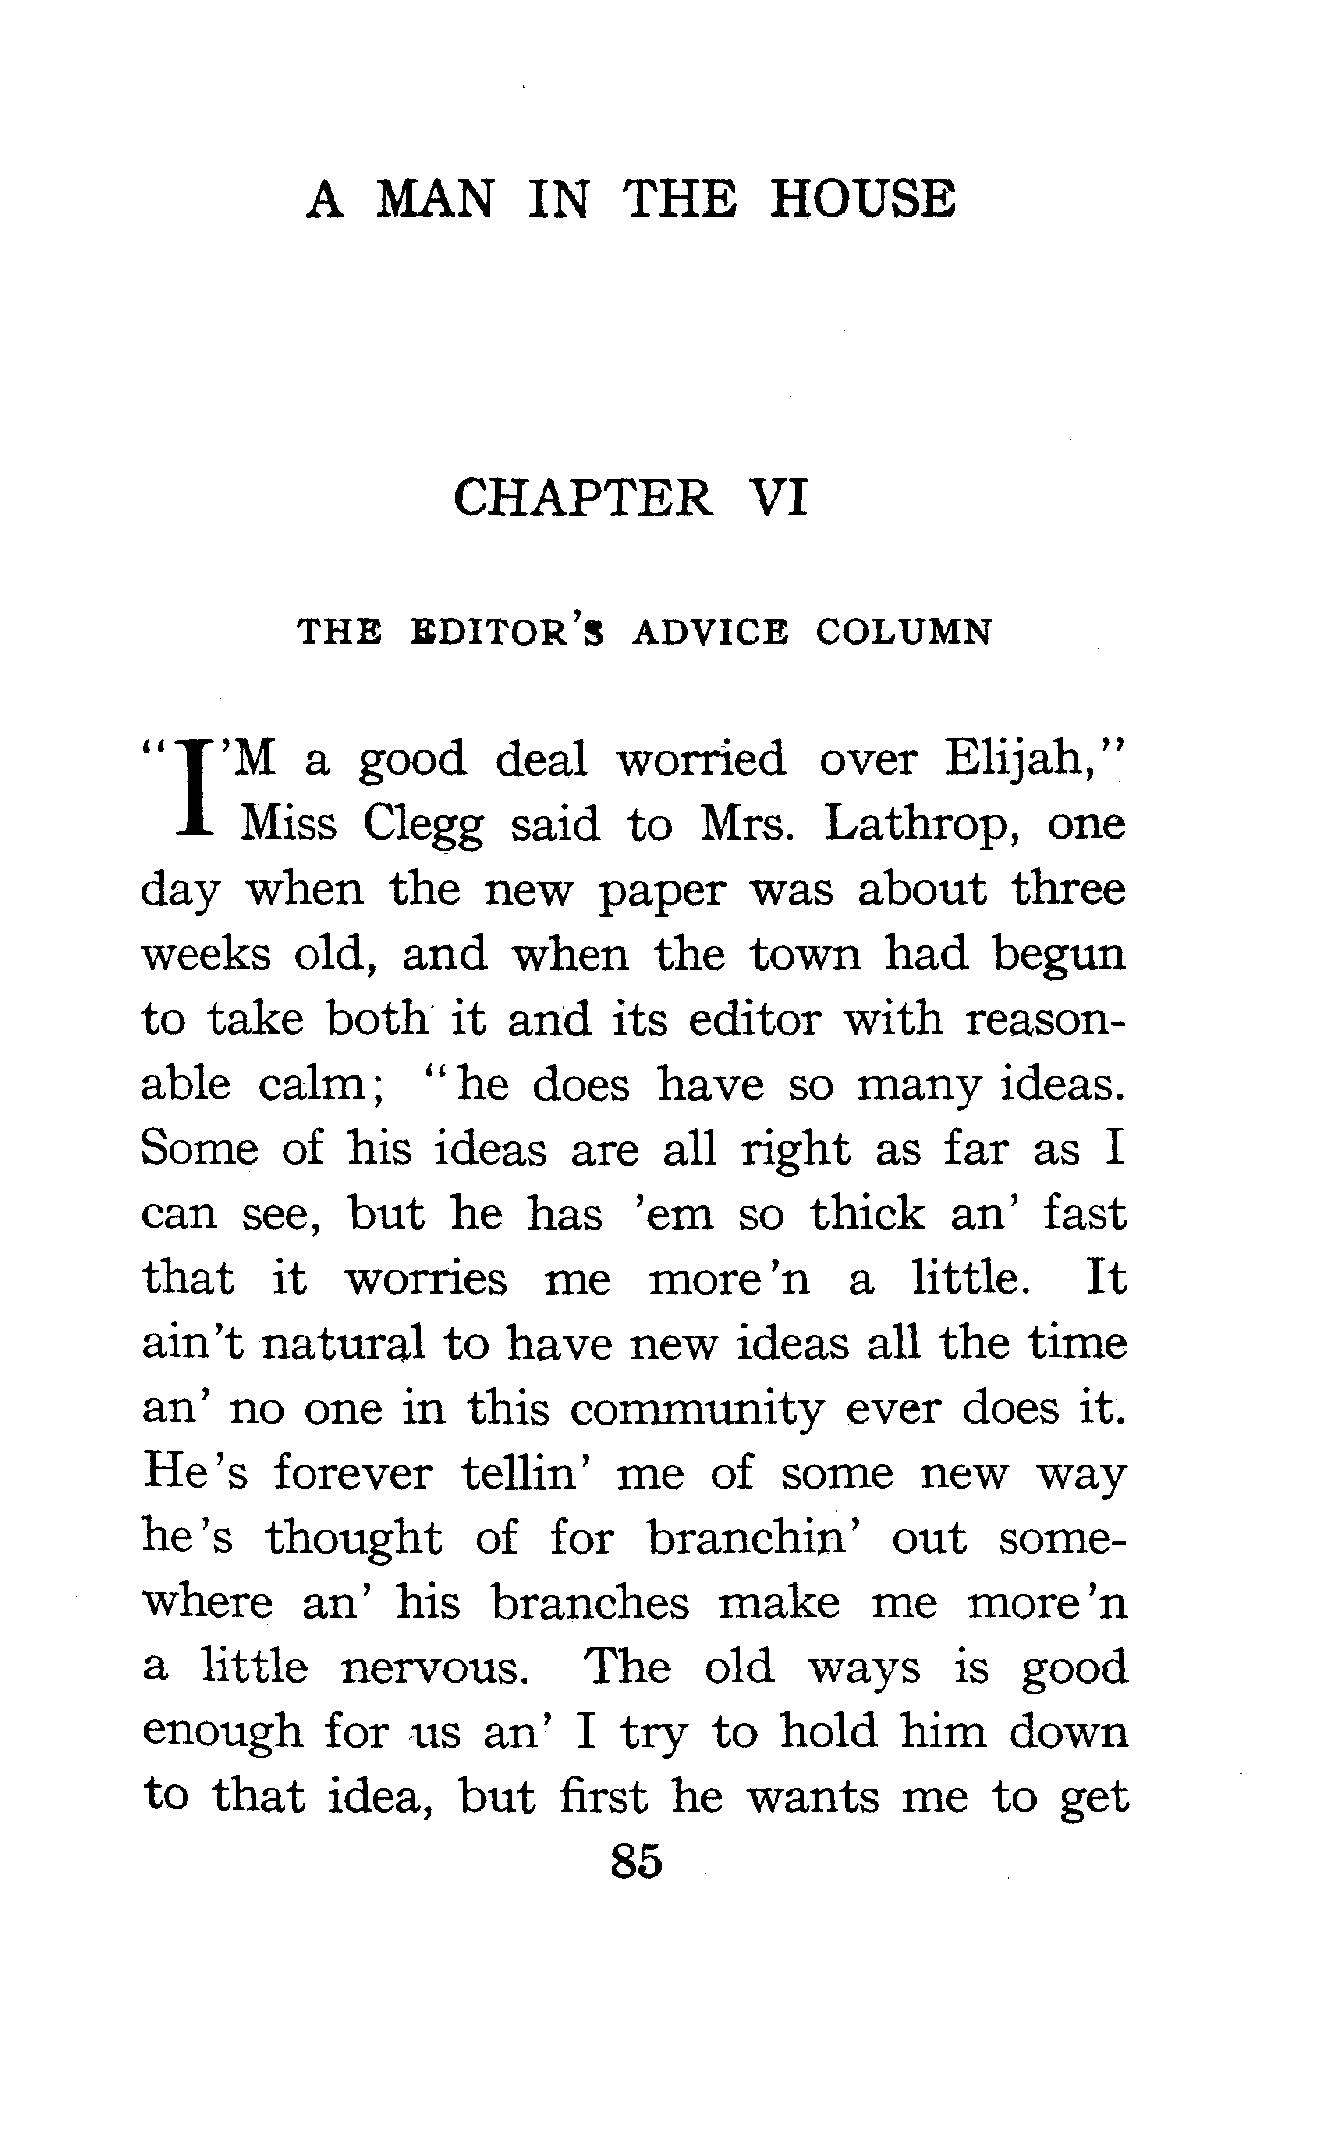 A MAN IN THE HOUSE
CHAPTER VI
THE EDITOR'S ADVICE COLUMN
"I'M a good deal worried over Elijah,"
Miss Clegg said to Mrs. Lathrop, one
day when the new paper was about three
weeks old, and when the town had begun
to take both it and its editor with reason-
able calm; "he does have so many ideas.
Some of his ideas are all right as far as I
can see, but he has 'em so thick an' fast
that it worries me more'n a little. It
ain't natural to have new ideas all the time
an' no one in this community ever does it.
He's forever tellin' me of some new way
he's thought of for branchin' out some-
where an' his branches make me more'n
a little nervous. The old ways is good
enough for us an' I try to hold him down
to that idea, but first he wants me to get
85